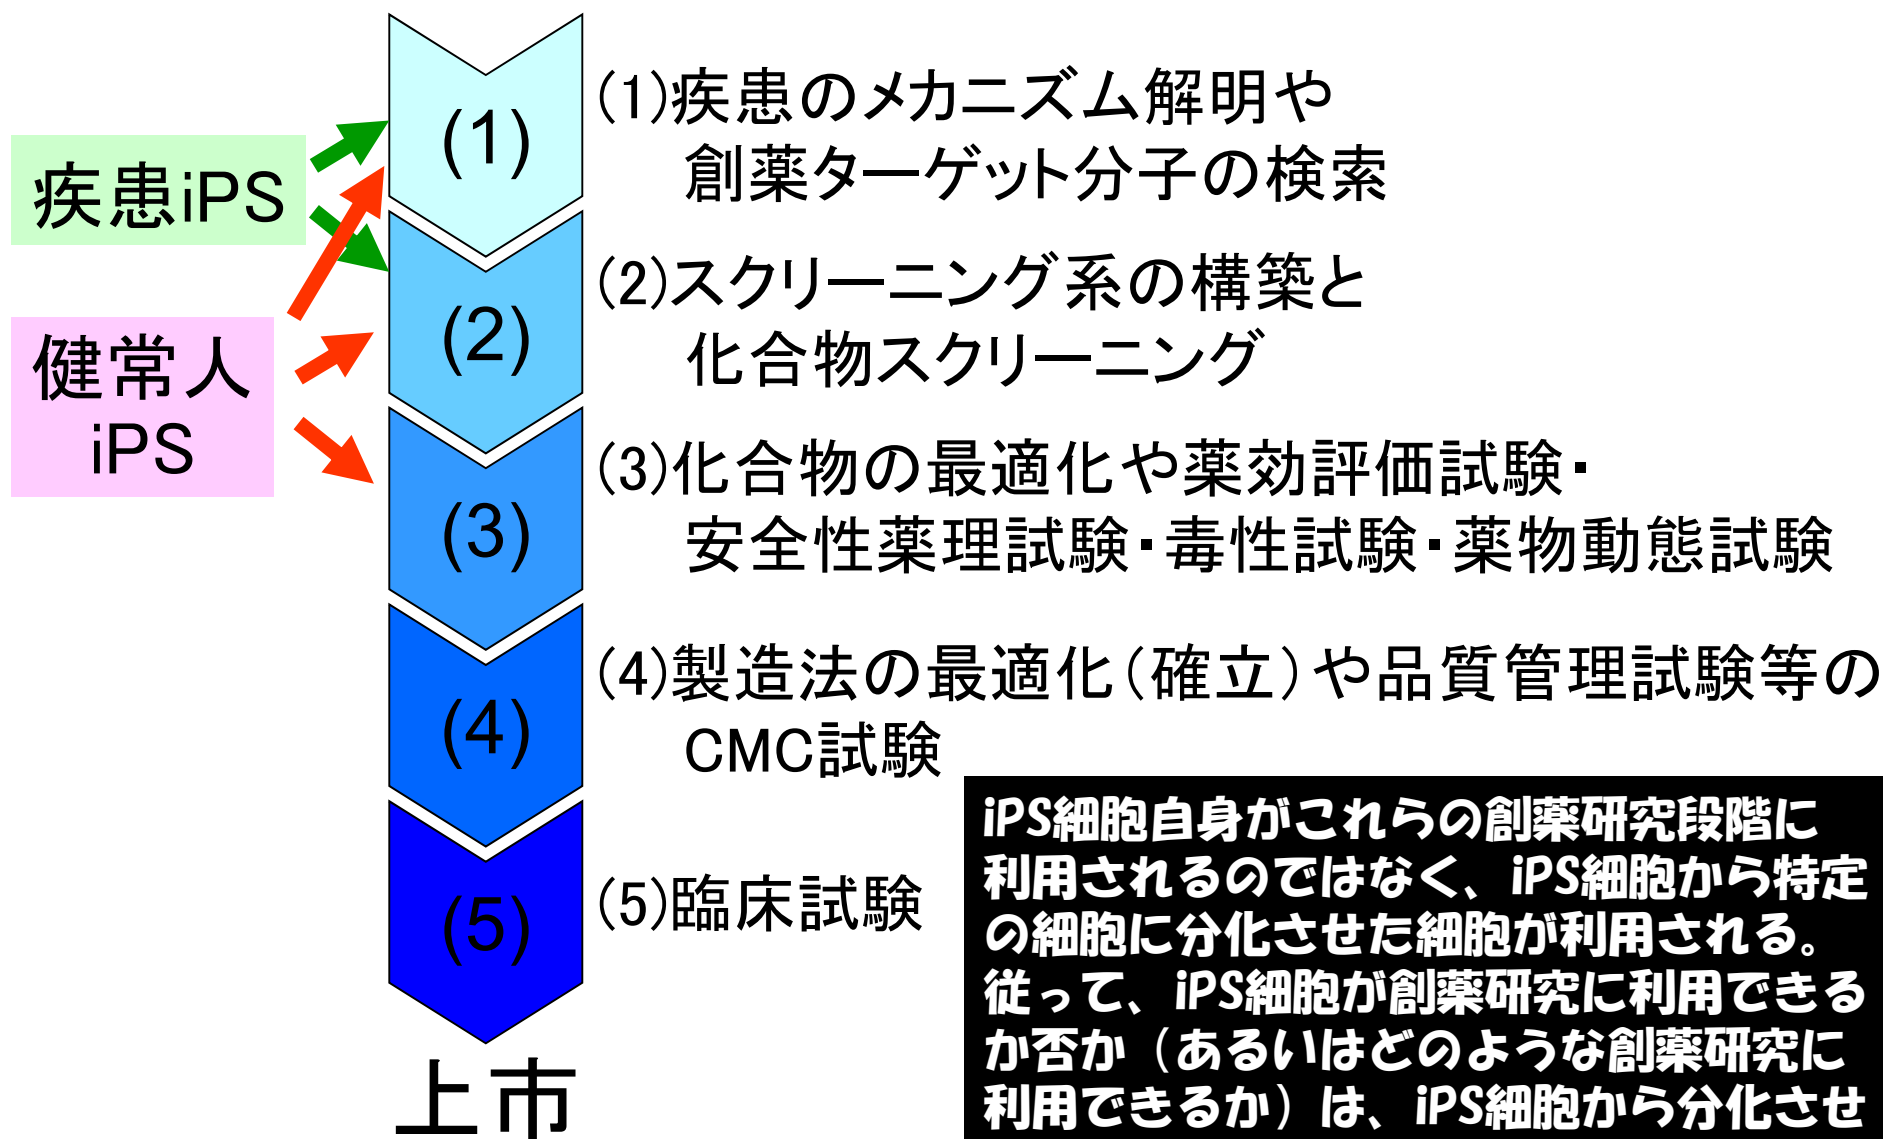 疾患iPS
健常人
iPS
(1)
(2)
(3)
(4)
(5)
上市
(1)疾患のメカニズム解明や
創薬ターゲット分子の検索
(2)スクリーニング系の構築と
化合物スクリーニング
(3)化合物の最適化や薬効評価試験・
安全性薬理試験・毒性試験・薬物動態試験
(4)製造法の最適化（確立）や品質管理試験等の
CMC試験
(5)臨床試験
iPS細胞自身がこれらの創薬研究段階に
利用されるのではなく、iPS細胞から特定
の細胞に分化させた細胞が利用される。
従って、iPS細胞が創薬研究に利用できる
か否か（あるいはどのような創薬研究に
利用できるか）は、iPS細胞から分化させ